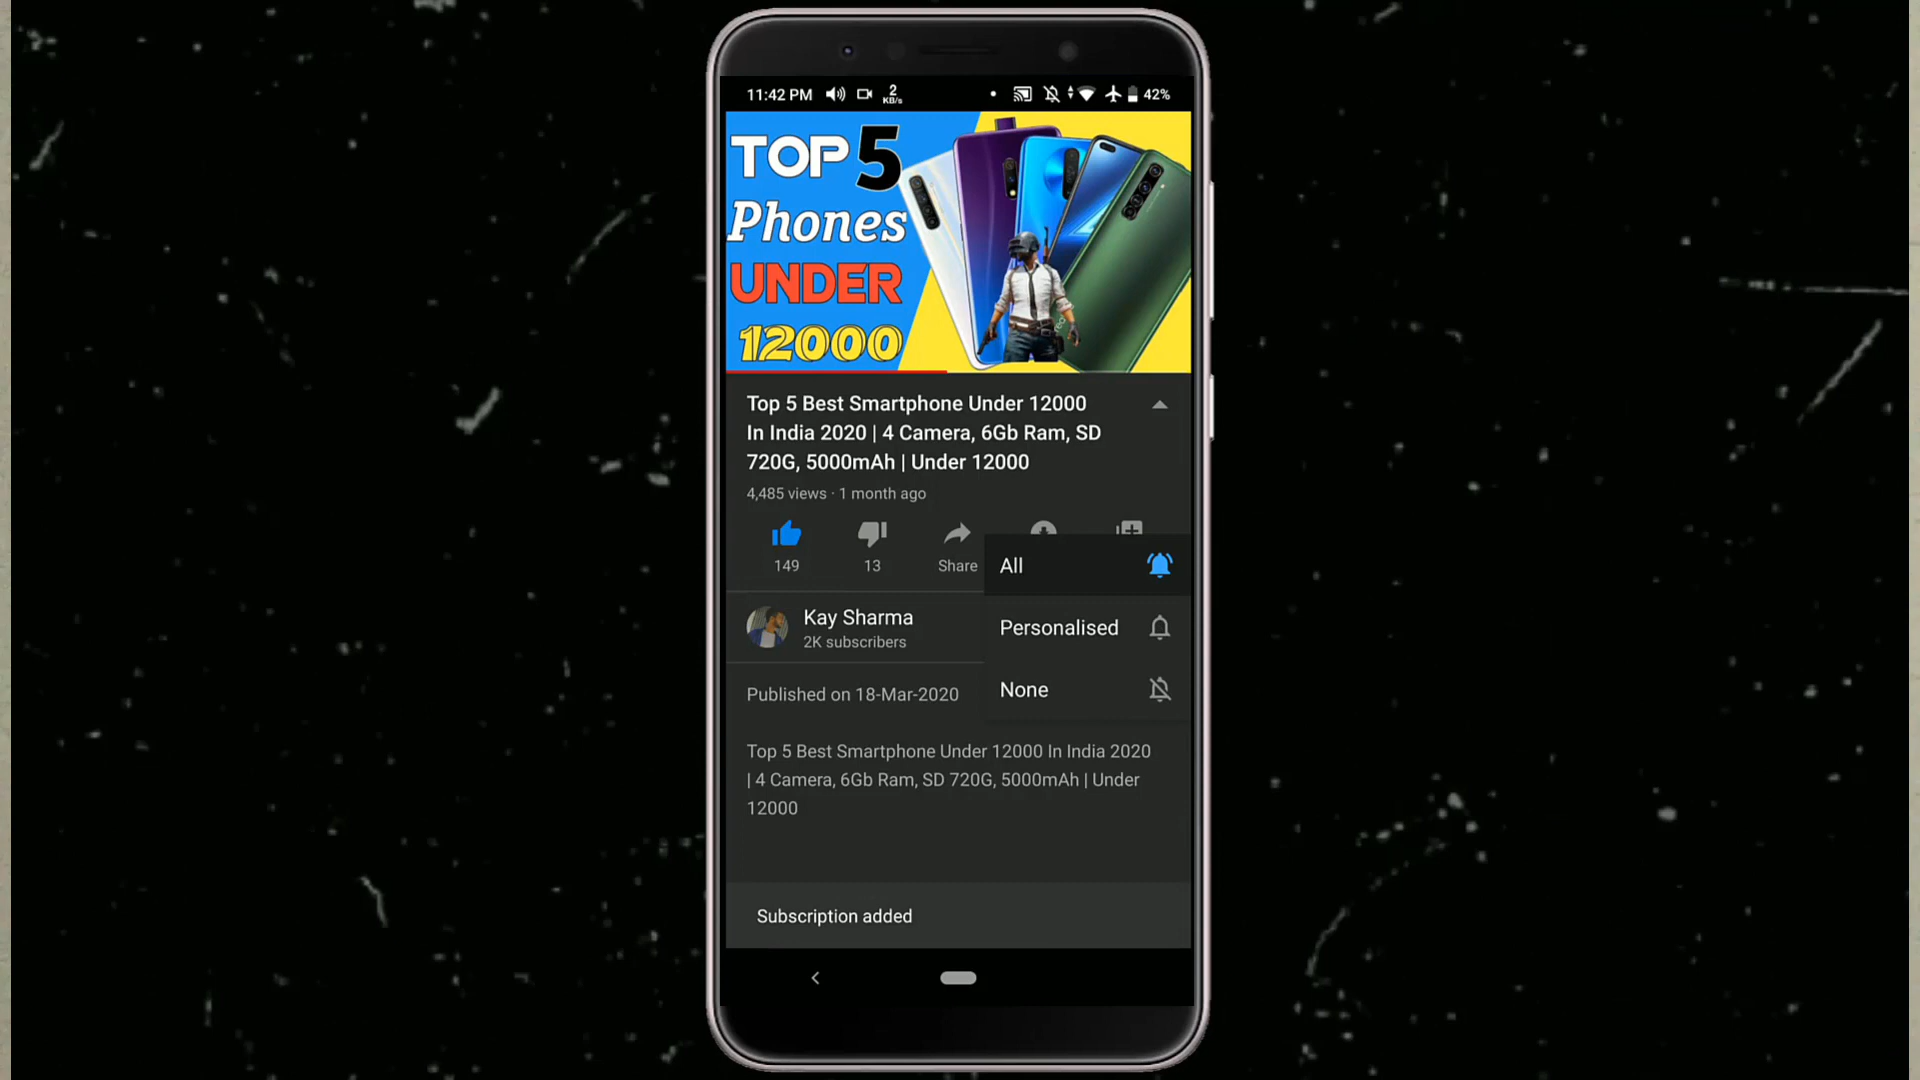 11:42 PM 2 KB/s 42%
TOP 5
Phones
UNDER
12000
Top 5 Best Smartphone Under 12000
In India 2020 | 4 Camera, 6Gb Ram, SD
720G, 5000mAh | Under 12000
4,485 views · 1 month ago
149 13 Share
All
Kay Sharma
2K subscribers
Personalised
None
Published on 18-Mar-2020
Top 5 Best Smartphone Under 12000 In India 2020
| 4 Camera, 6Gb Ram, SD 720G, 5000mAh | Under
12000
Subscription added